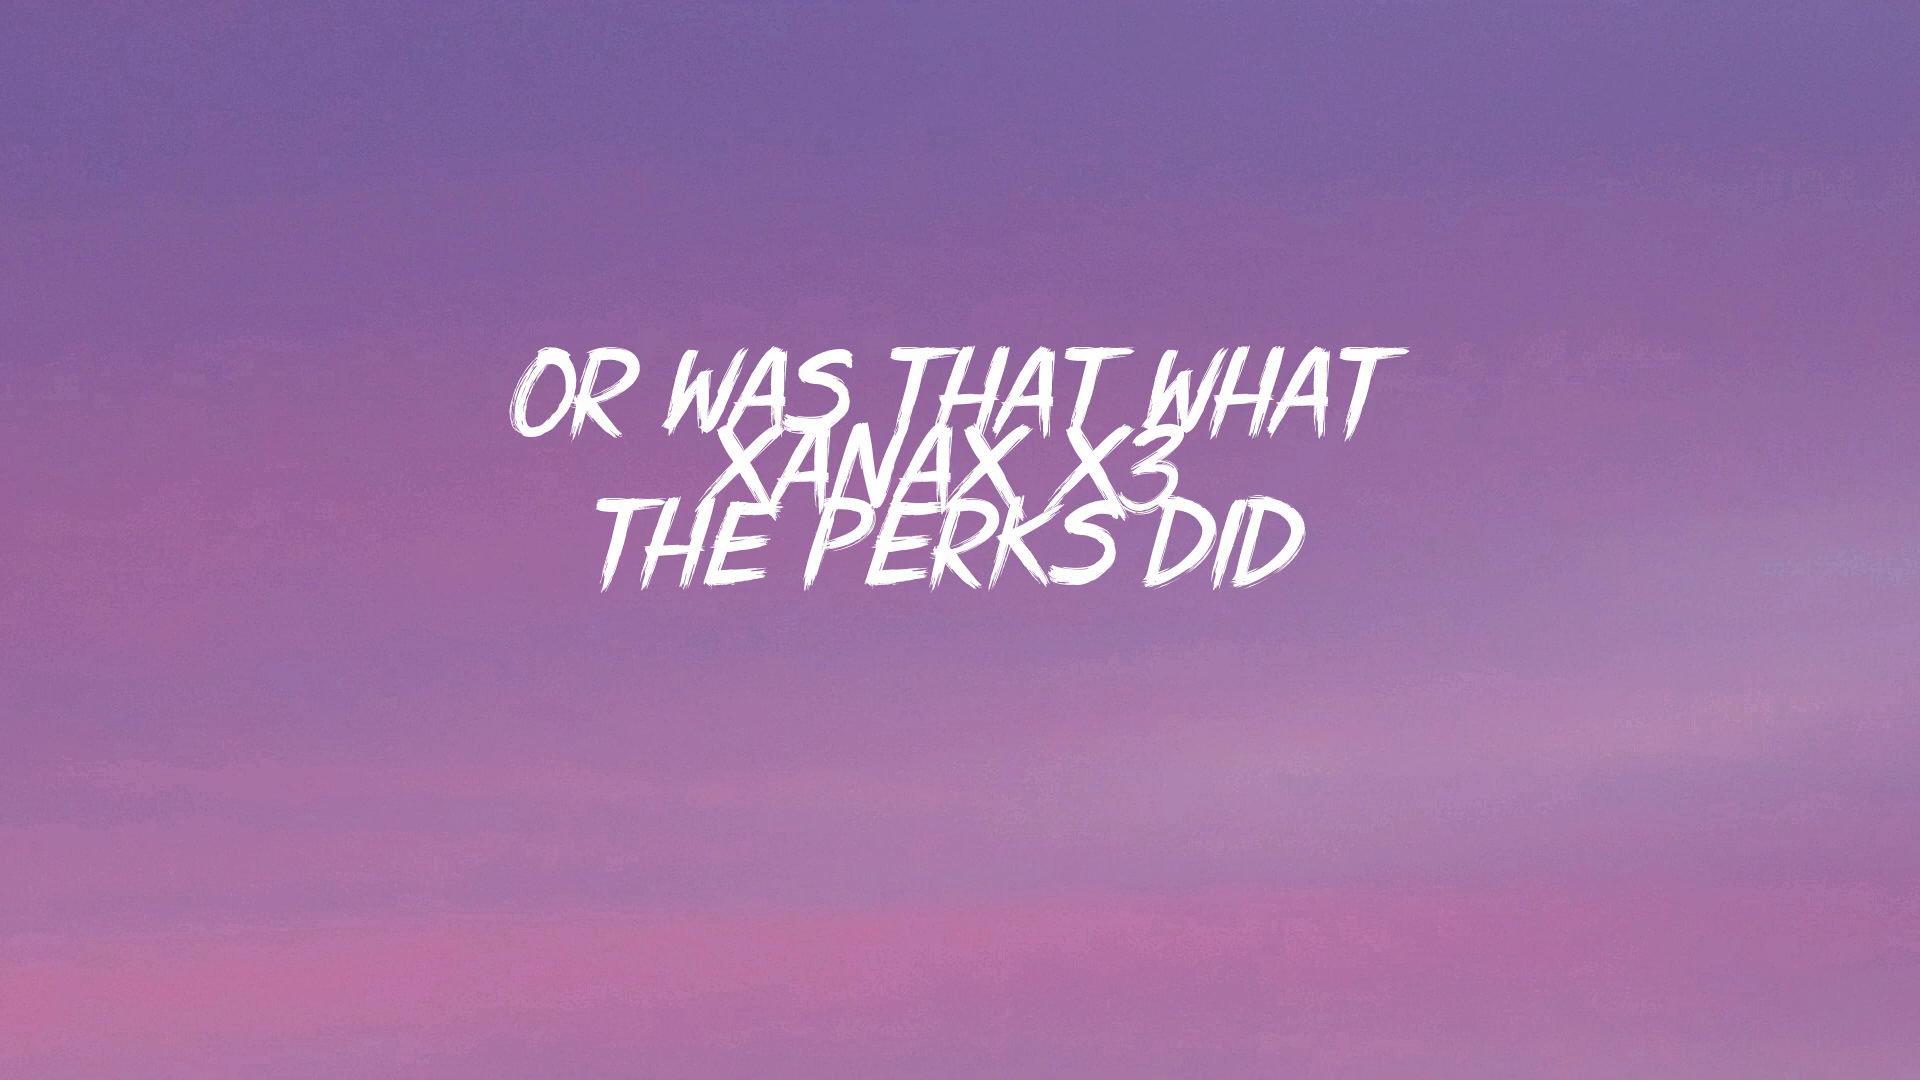 OR WAS THAT WHAT
XANAX X3
THE PERKS DID